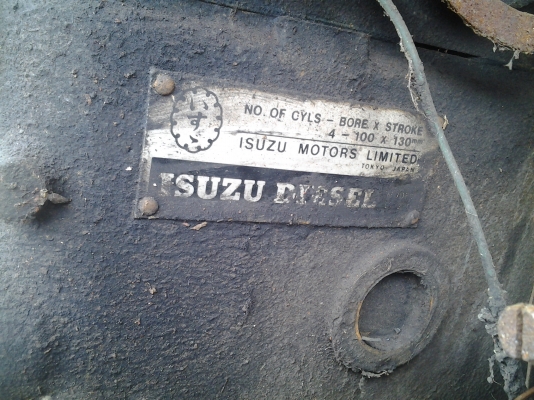 いすゞ
NO. OF CYLS - BORE X STROKE
4 - 100 X 130mm
ISUZU MOTORS LIMITED
TOKYO JAPAN
ISUZU DIESEL